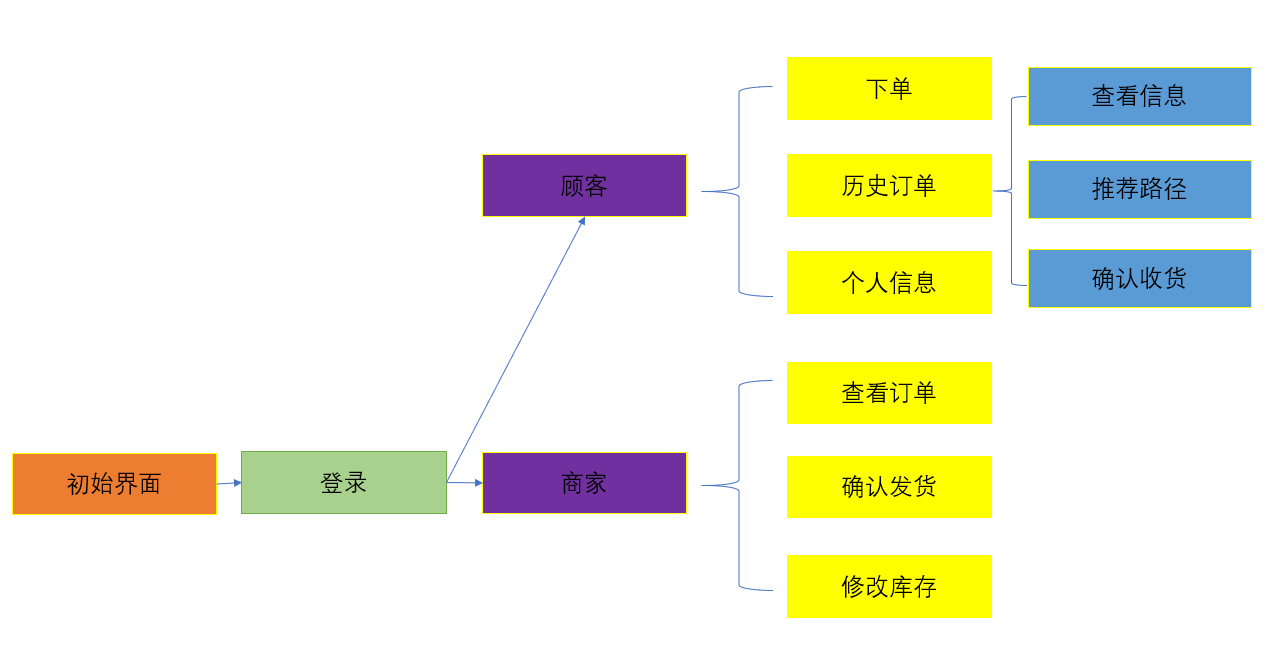 初始界面
登录
顾客
商家
下单
历史订单
个人信息
查看信息
推荐路径
确认收货
查看订单
确认发货
修改库存